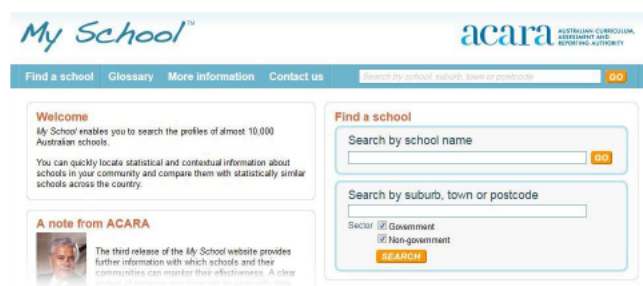 My School™
acara AUSTRALIAN CURRICULUM,
ASSESSMENT AND
REPORTING AUTHORITY
Find a school Glossary More information Contact us
Search by school, suburb, town or postcode GO
Welcome
My School enables you to search the profiles of almost 10,000
Australian schools.
You can quickly locate statistical and contextual information about
schools in your community and compare them with statistically similar
schools across the country.
A note from ACARA
The third release of the My School website provides
further information with which schools and their
communities can monitor their effectiveness. A clear
Find a school
Search by school name
GO
Search by suburb, town or postcode
Sector Government
Non-government
SEARCH